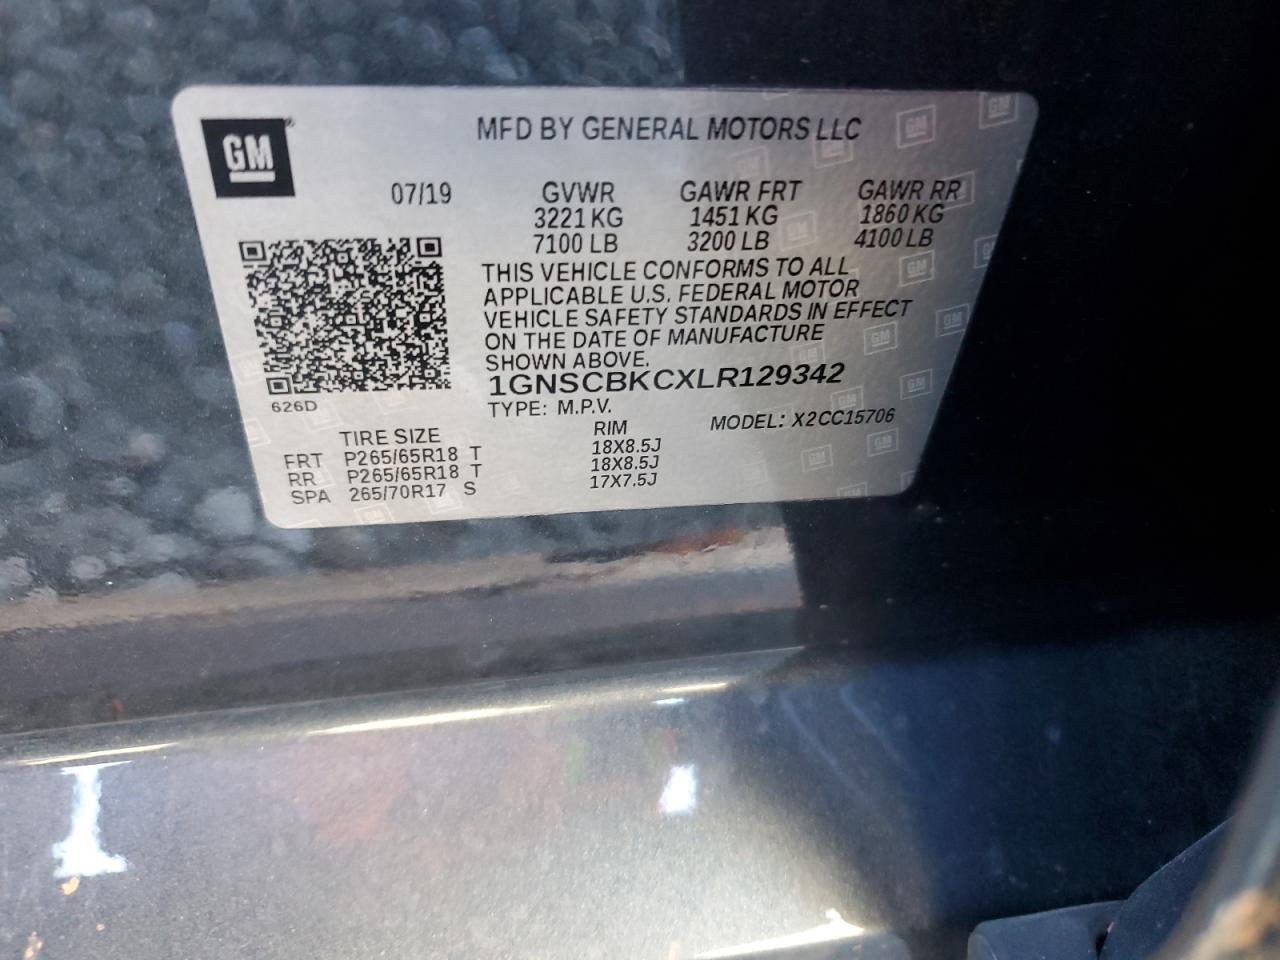 GM
MFD BY GENERAL MOTORS LLC
07/19 GVWR GAWR FRT GAWR RR
3221 KG 1451 KG 1860 KG
7100 LB 3200 LB 4100 LB
THIS VEHICLE CONFORMS TO ALL
APPLICABLE U.S. FEDERAL MOTOR
VEHICLE SAFETY STANDARDS IN EFFECT
ON THE DATE OF MANUFACTURE
SHOWN ABOVE.
1GNSCBKCXLR129342
626D
TYPE: M.P.V. MODEL: X2CC15706
TIRE SIZE RIM
FRT P265/65R18 T 18X8.5J
RR P265/65R18 T 18X8.5J
SPA 265/70R17 S 17X7.5J